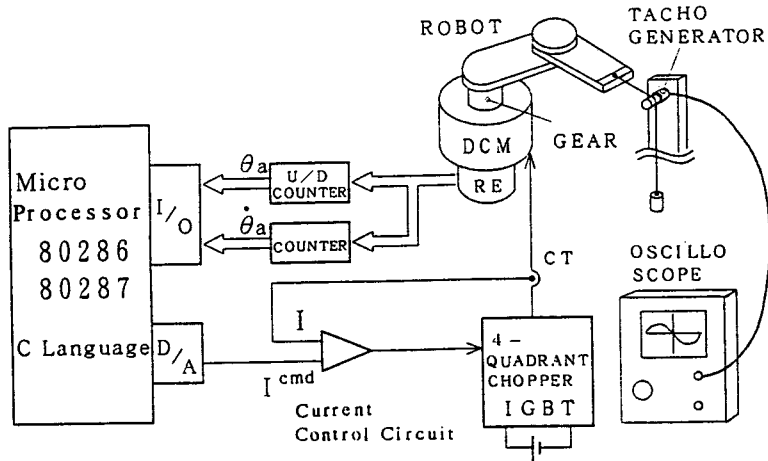 TACHO
GENERATOR
ROBOT
GEAR
DCM
RE
Micro
Processor
80286
80287
C Language
I/O
D/A
θa
U/D
COUNTER
θ̇a
COUNTER
CT
I
I cmd
Current
Control Circuit
4-
QUADRANT
CHOPPER
IGBT
OSCILLO
SCOPE